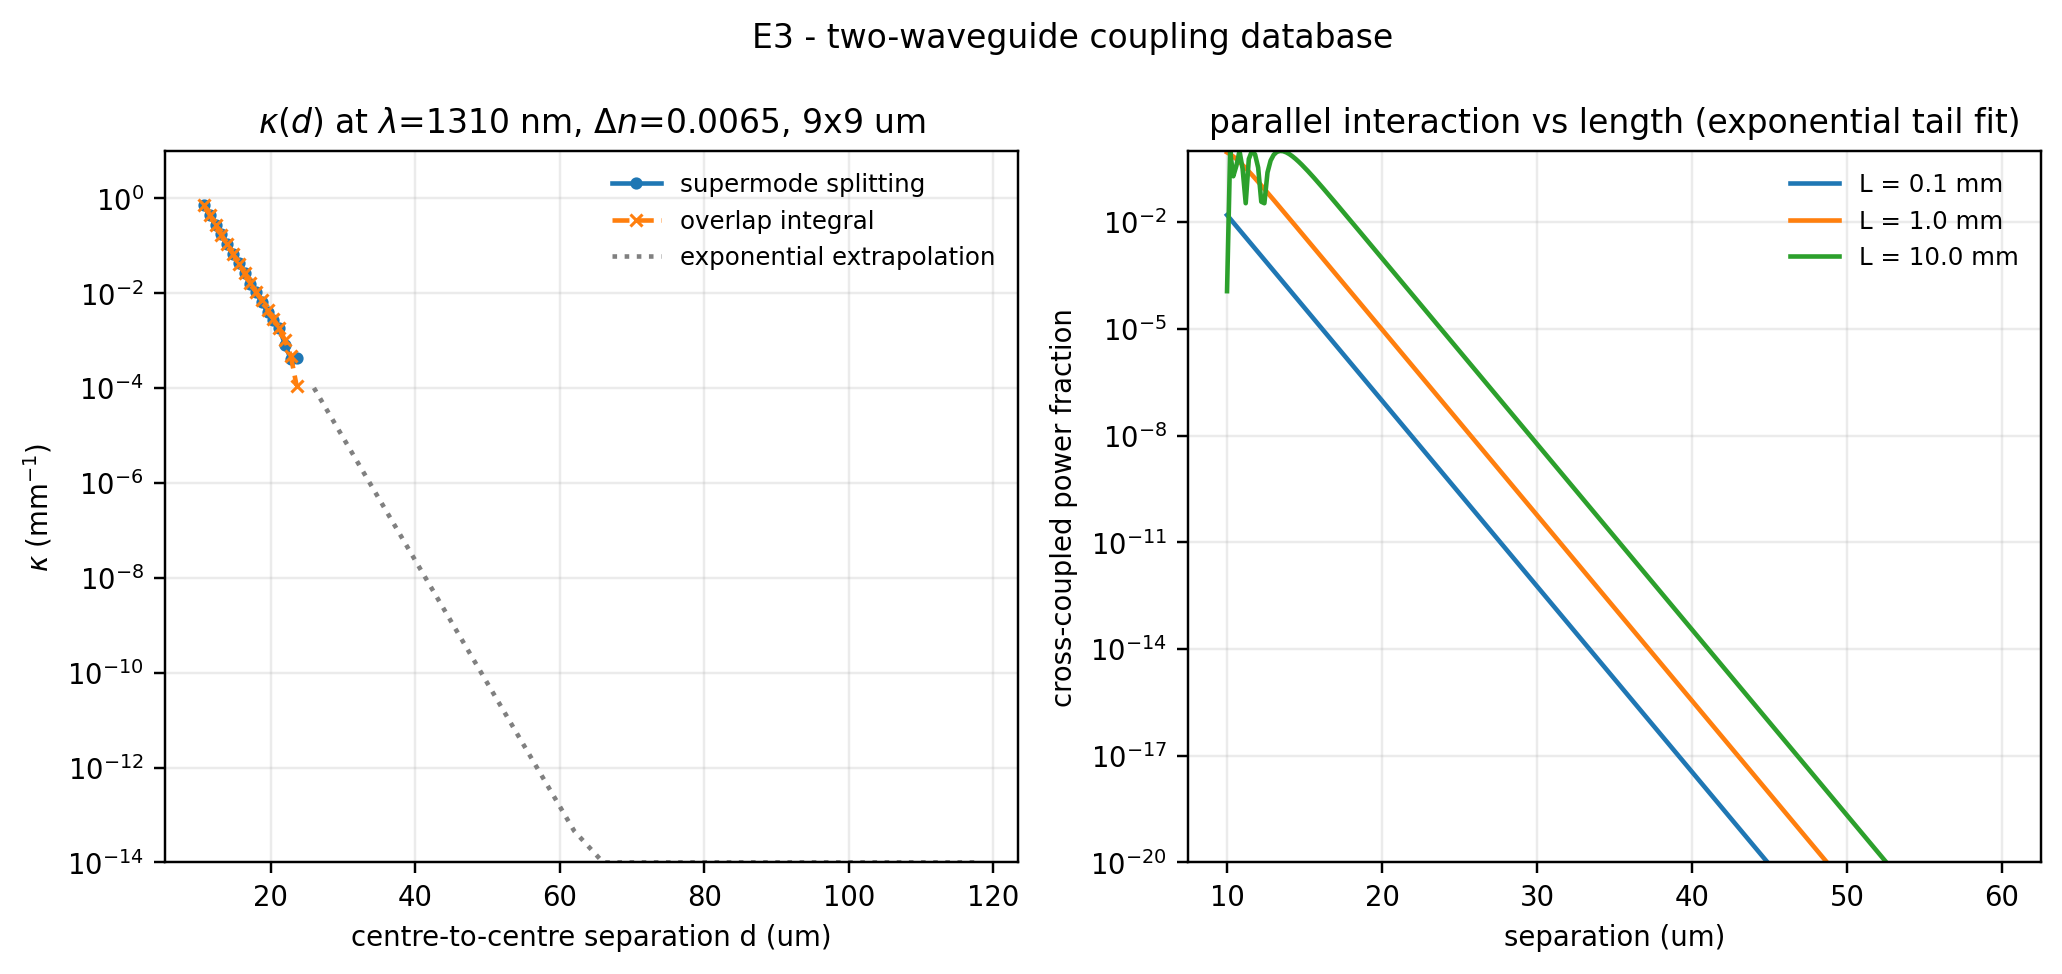 E3 - two-waveguide coupling database
κ(d) at λ=1310 nm, Δn=0.0065, 9x9 um
supermode splitting
overlap integral
exponential extrapolation
10⁰
10⁻²
10⁻⁴
10⁻⁶
10⁻⁸
10⁻¹⁰
10⁻¹²
10⁻¹⁴
κ (mm⁻¹)
20 40 60 80 100 120
centre-to-centre separation d (um)
parallel interaction vs length (exponential tail fit)
L = 0.1 mm
L = 1.0 mm
L = 10.0 mm
10⁻²
10⁻⁵
10⁻⁸
10⁻¹¹
10⁻¹⁴
10⁻¹⁷
10⁻²⁰
cross-coupled power fraction
10 20 30 40 50 60
separation (um)